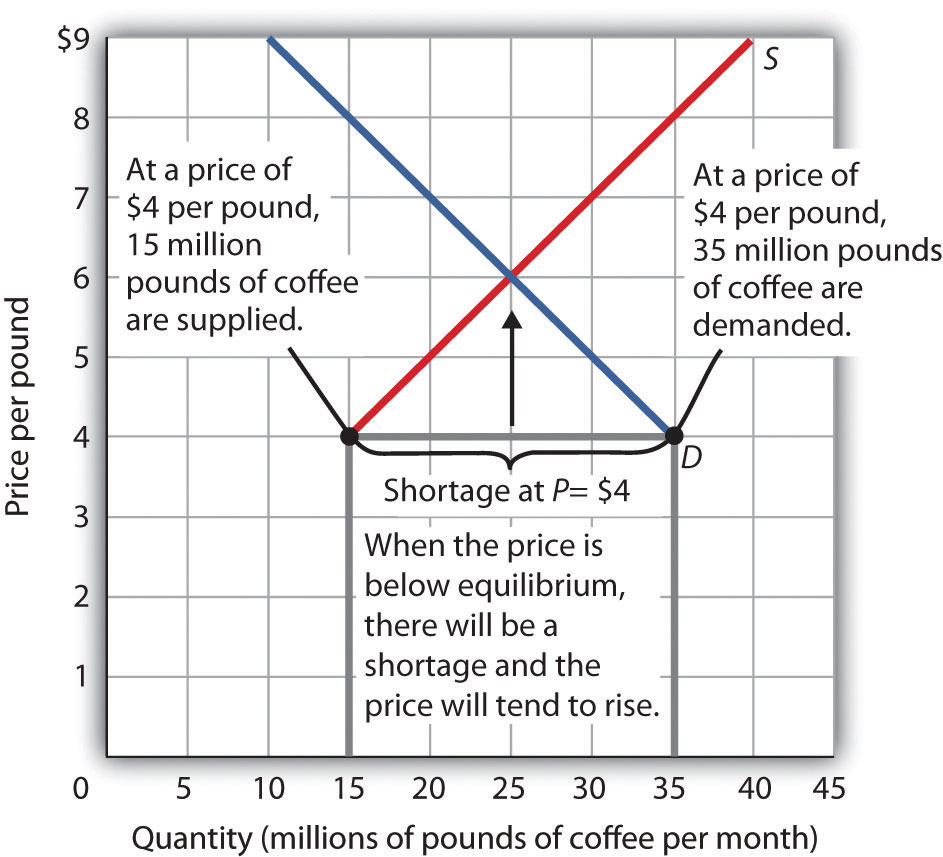 $9
8
7
6
5
4
3
2
1
0
5
10
15
20
25
30
35
40
45
Price per pound
Quantity (millions of pounds of coffee per month)
S
D
At a price of
$4 per pound,
15 million
pounds of coffee
are supplied.
At a price of
$4 per pound,
35 million pounds
of coffee are
demanded.
Shortage at P= $4
When the price is
below equilibrium,
there will be a
shortage and the
price will tend to rise.